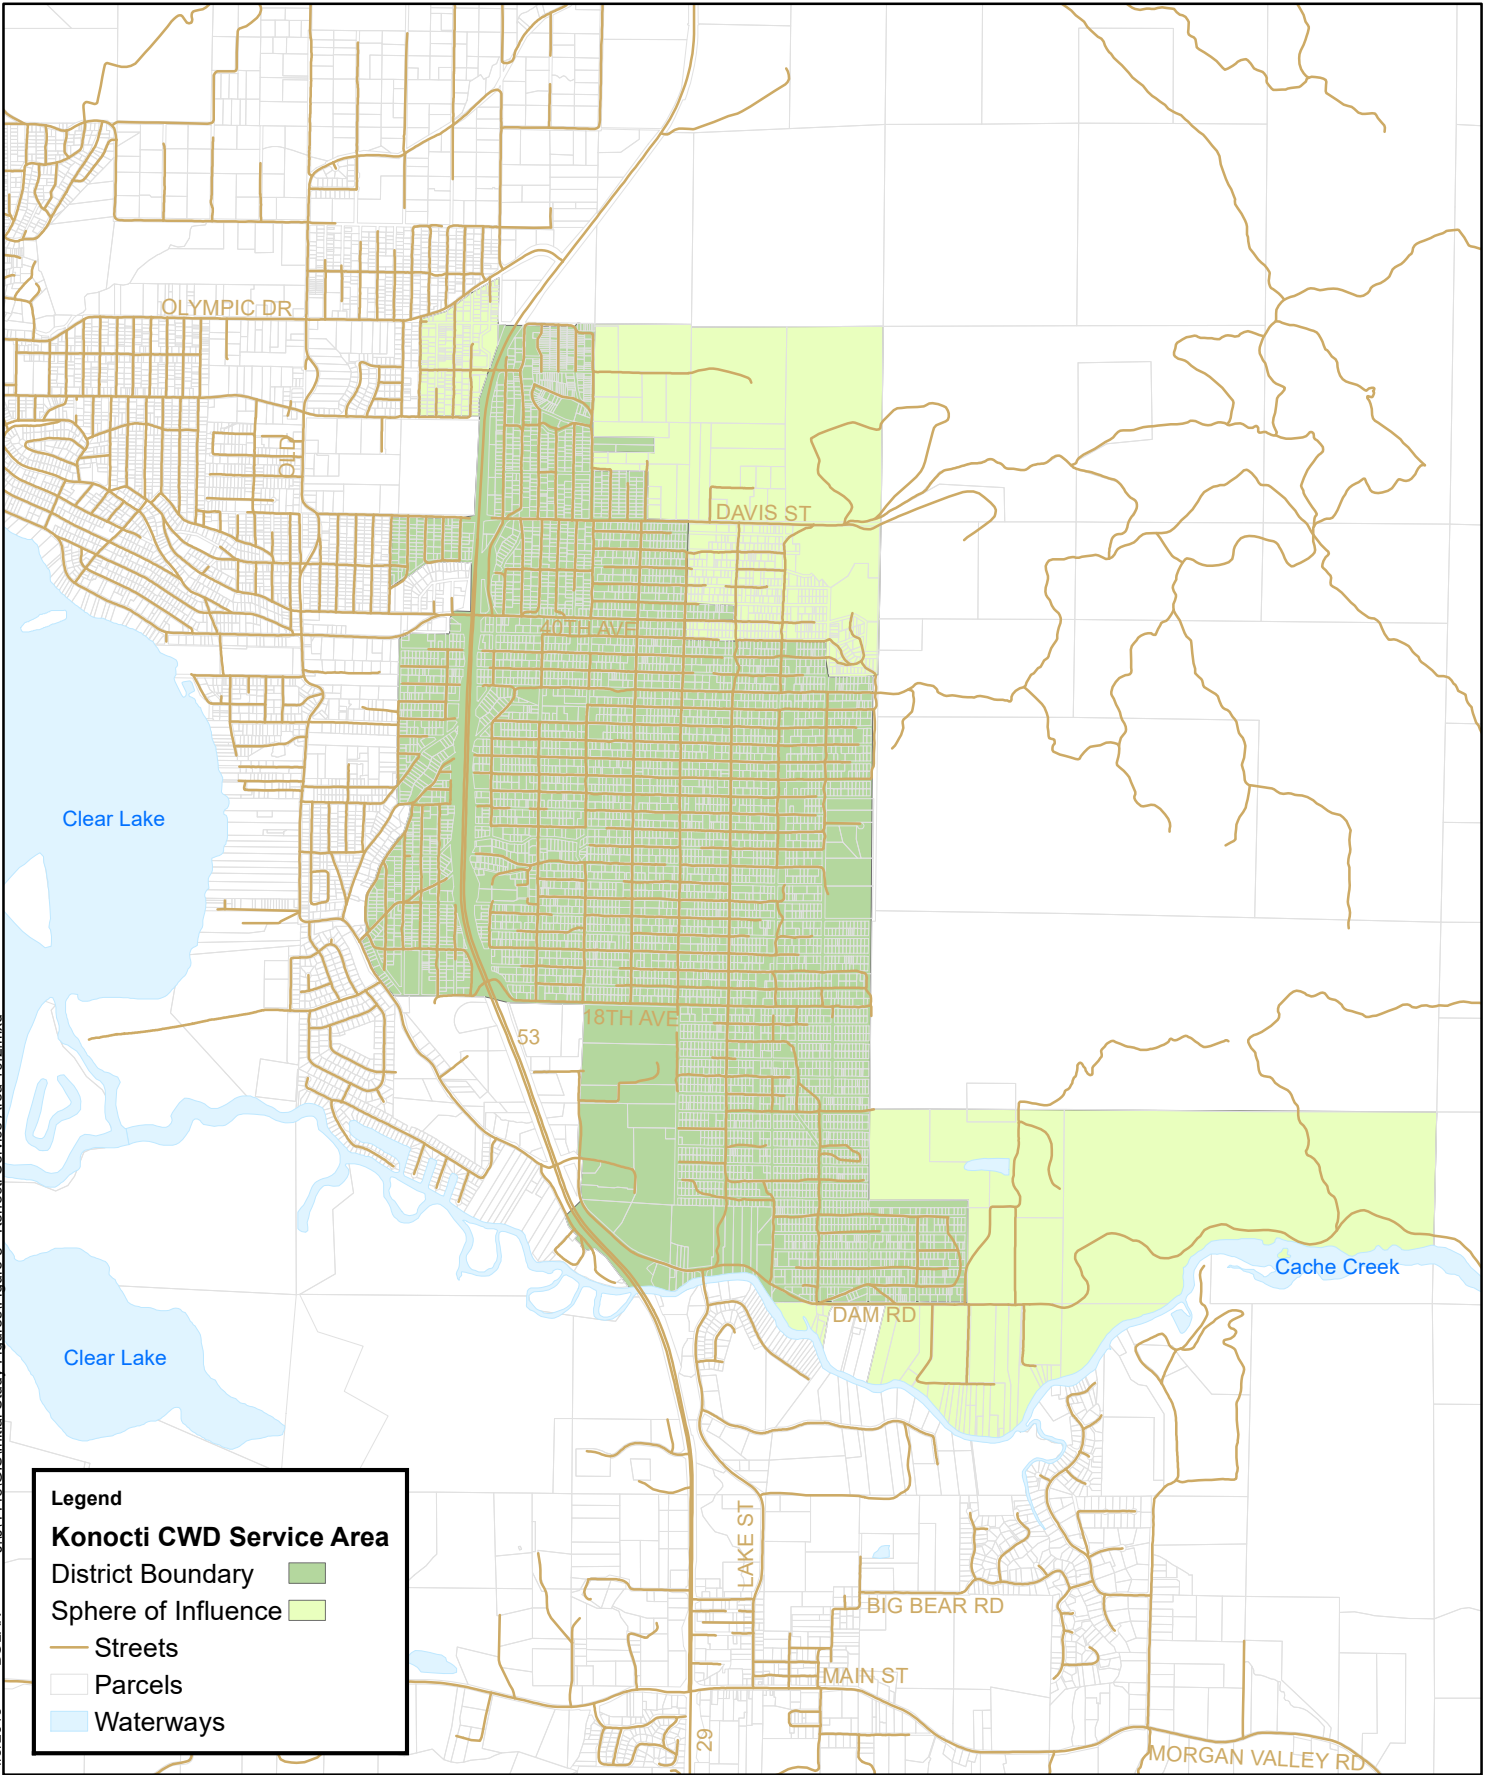 OLYMPIC DR
OLD
DAVIS ST
40TH AVE
Clear Lake
18TH AVE
53
Cache Creek
DAM RD
Clear Lake
LAKE ST
BIG BEAR RD
MAIN ST
29
MORGAN VALLEY RD
Legend
Konocti CWD Service Area
District Boundary
Sphere of Influence
Streets
Parcels
Waterways